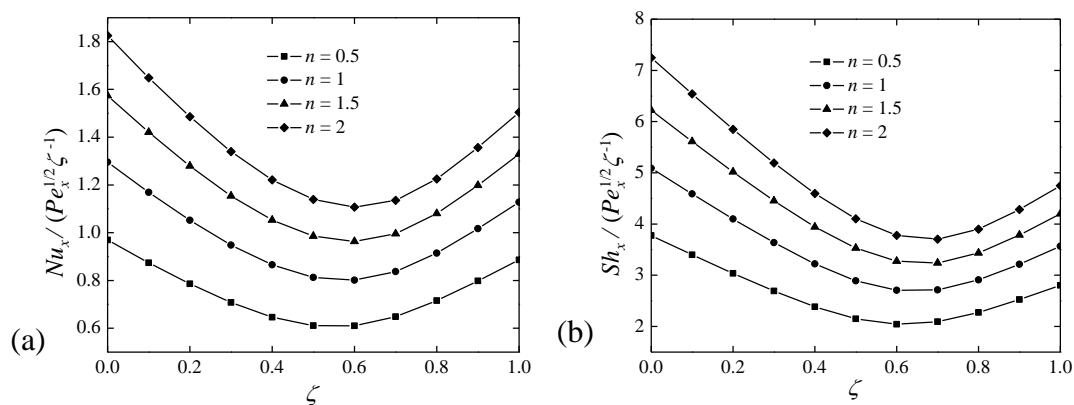 (a)
Nu_x / (Pe_x^{1/2} ζ^{-1})
1.8
1.6
1.4
1.2
1.0
0.8
0.6
n = 0.5
n = 1
n = 1.5
n = 2
0.0 0.2 0.4 0.6 0.8 1.0
ζ
(b)
Sh_x / (Pe_x^{1/2} ζ^{-1})
8
7
6
5
4
3
2
n = 0.5
n = 1
n = 1.5
n = 2
0.0 0.2 0.4 0.6 0.8 1.0
ζ